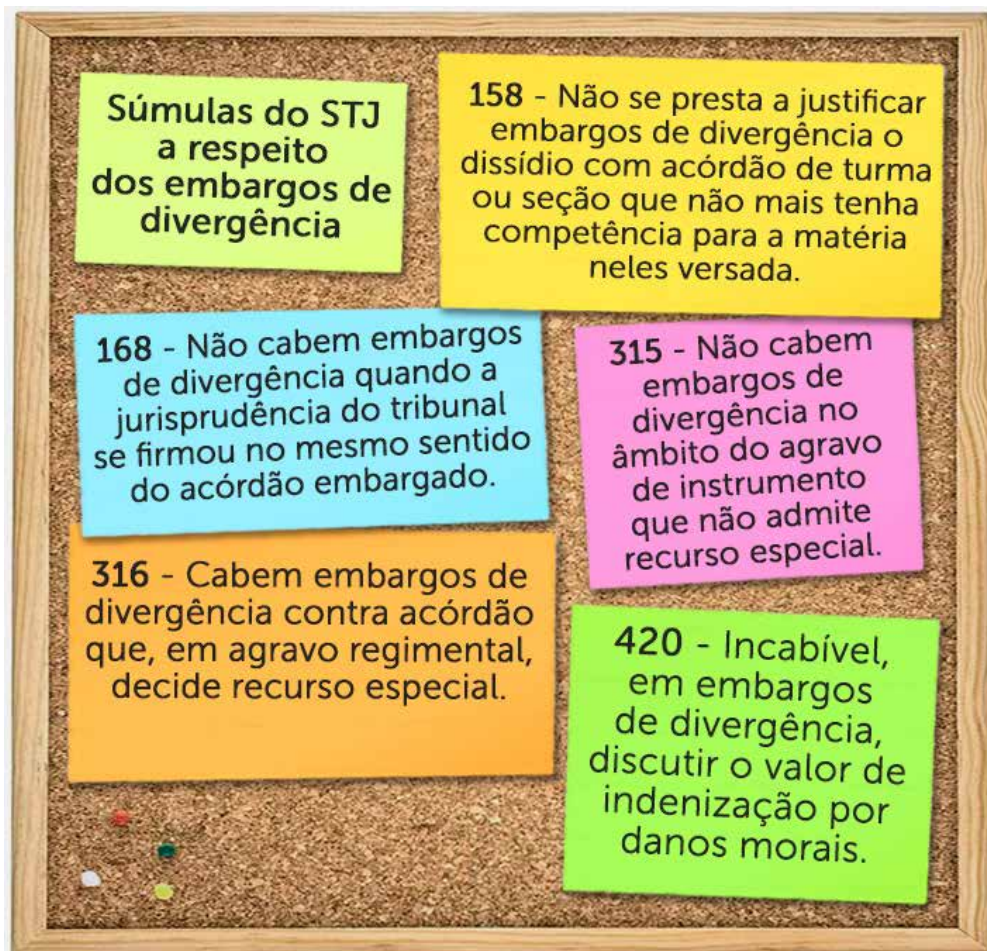 Súmulas do STJ
a respeito
dos embargos de
divergência
158 - Não se presta a justificar
embargos de divergência o
dissídio com acórdão de turma
ou seção que não mais tenha
competência para a matéria
neles versada.
168 - Não cabem embargos
de divergência quando a
jurisprudência do tribunal
se firmou no mesmo sentido
do acórdão embargado.
315 - Não cabem
embargos de
divergência no
âmbito do agravo
de instrumento
que não admite
recurso especial.
316 - Cabem embargos de
divergência contra acórdão
que, em agravo regimental,
decide recurso especial.
420 - Incabível,
em embargos
de divergência,
discutir o valor de
indenização por
danos morais.